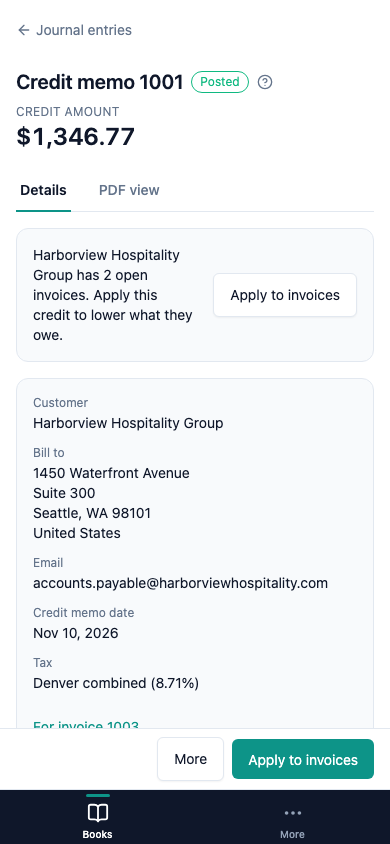 Journal entries
Credit memo 1001 Posted
CREDIT AMOUNT
$1,346.77
Details PDF view
Harborview Hospitality
Group has 2 open
invoices. Apply this
credit to lower what they
owe.
Apply to invoices
Customer
Harborview Hospitality Group
Bill to
1450 Waterfront Avenue
Suite 300
Seattle, WA 98101
United States
Email
accounts.payable@harborviewhospitality.com
Credit memo date
Nov 10, 2026
Tax
Denver combined (8.71%)
For invoice 1003
More Apply to invoices
Books More